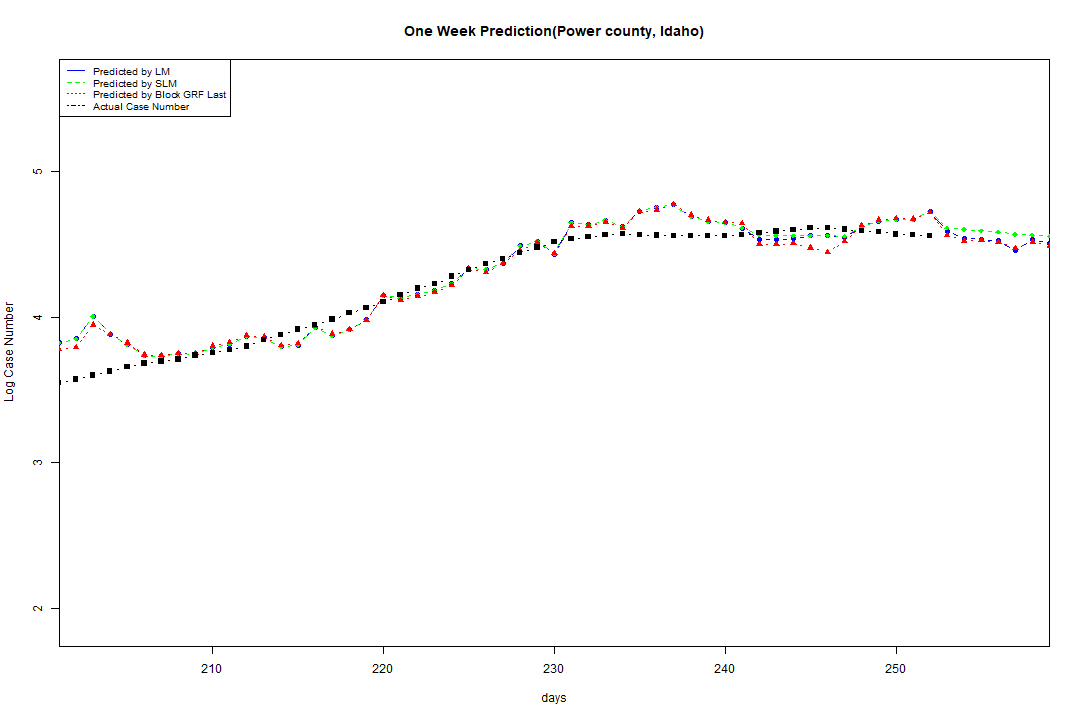 One Week Prediction(Power county, Idaho)
Predicted by LM
Predicted by SLM
Predicted by Block GRF Last
Actual Case Number
5
4
3
2
Log Case Number
210 220 230 240 250
days